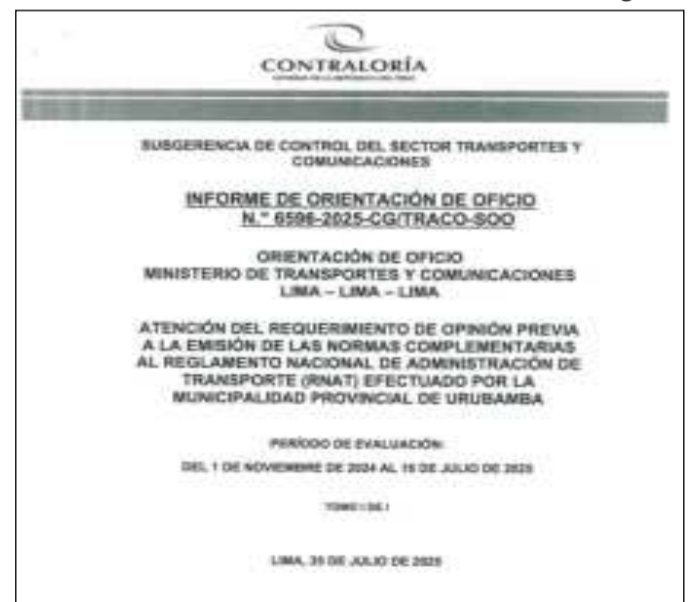 CONTRALORÍA
SUBGERENCIA DE CONTROL DEL SECTOR TRANSPORTES Y
COMUNICACIONES
INFORME DE ORIENTACIÓN DE OFICIO
N.° 6596-2025-CG/TRACO-SOO
ORIENTACIÓN DE OFICIO
MINISTERIO DE TRANSPORTES Y COMUNICACIONES
LIMA – LIMA – LIMA
ATENCIÓN DEL REQUERIMIENTO DE OPINIÓN PREVIA
A LA EMISIÓN DE LAS NORMAS COMPLEMENTARIAS
AL REGLAMENTO NACIONAL DE ADMINISTRACIÓN DE
TRANSPORTE (RNAT) EFECTUADO POR LA
MUNICIPALIDAD PROVINCIAL DE URUBAMBA
PERÍODO DE EVALUACIÓN:
DEL 1 DE NOVIEMBRE DE 2024 AL DE JULIO DE 2025
TOMO I DE I
LIMA, DE JULIO DE 2025